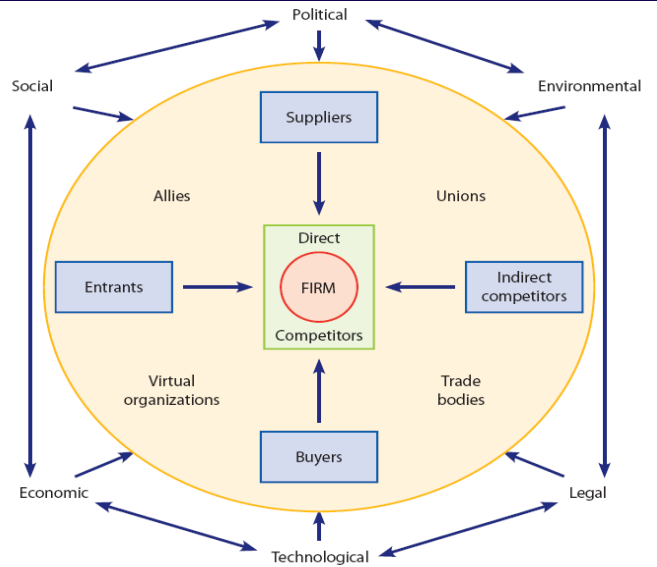 Political
Social
Environmental
Suppliers
Allies
Unions
Direct
Entrants
FIRM
Indirect
competitors
Competitors
Virtual
organizations
Trade
bodies
Buyers
Economic
Legal
Technological